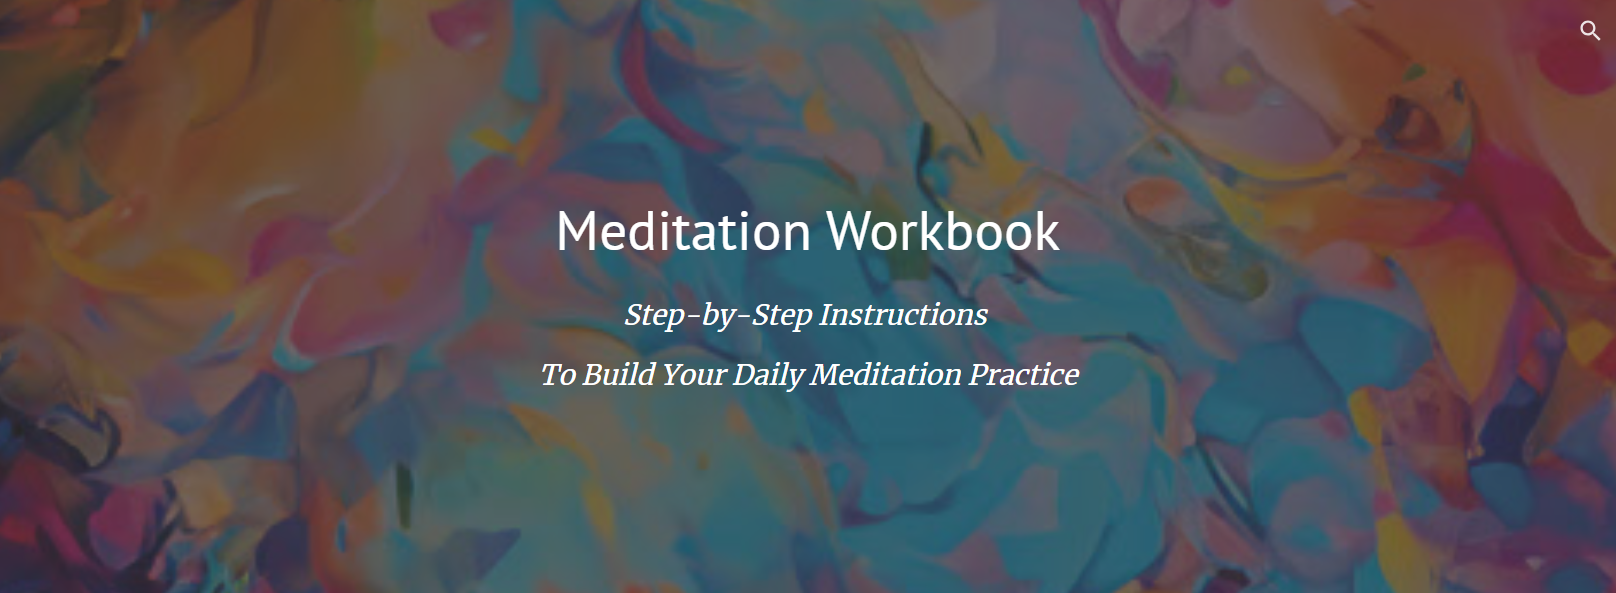 Meditation Workbook
Step-by-Step Instructions
To Build Your Daily Meditation Practice